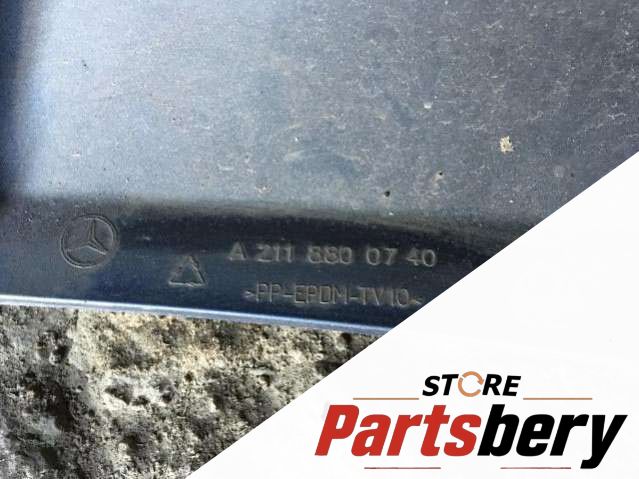 A 211 880 07 40
>PP-EPDM-TV10<
STORE
Partsbery